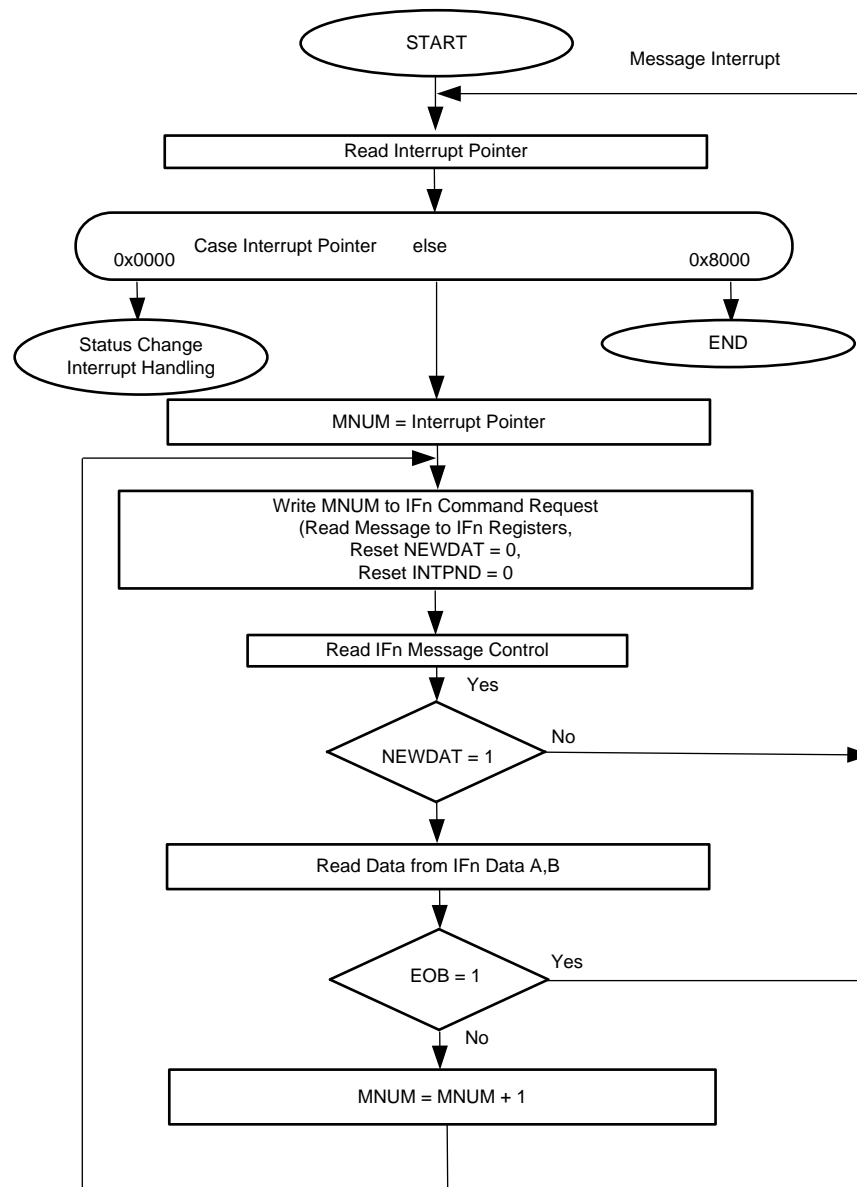 START
Message Interrupt
Read Interrupt Pointer
Case Interrupt Pointer else
0x0000 0x8000
Status Change
Interrupt Handling
END
MNUM = Interrupt Pointer
Write MNUM to IFn Command Request
(Read Message to IFn Registers,
Reset NEWDAT = 0,
Reset INTPND = 0
Read IFn Message Control
Yes
NEWDAT = 1
No
Read Data from IFn Data A,B
EOB = 1
Yes
No
MNUM = MNUM + 1